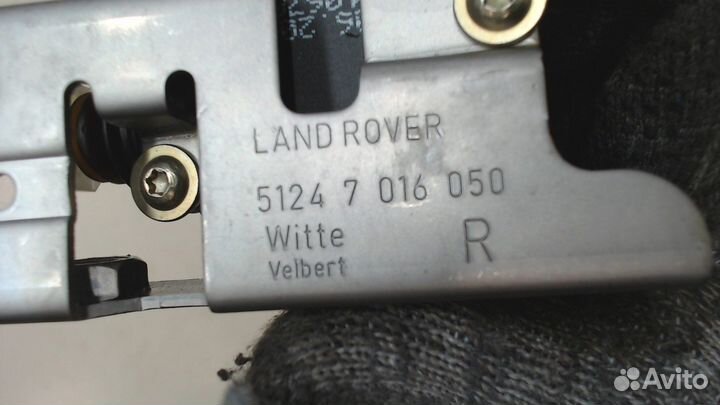 LAND ROVER
5124 7 016 050
Witte R
Velbert
Avito